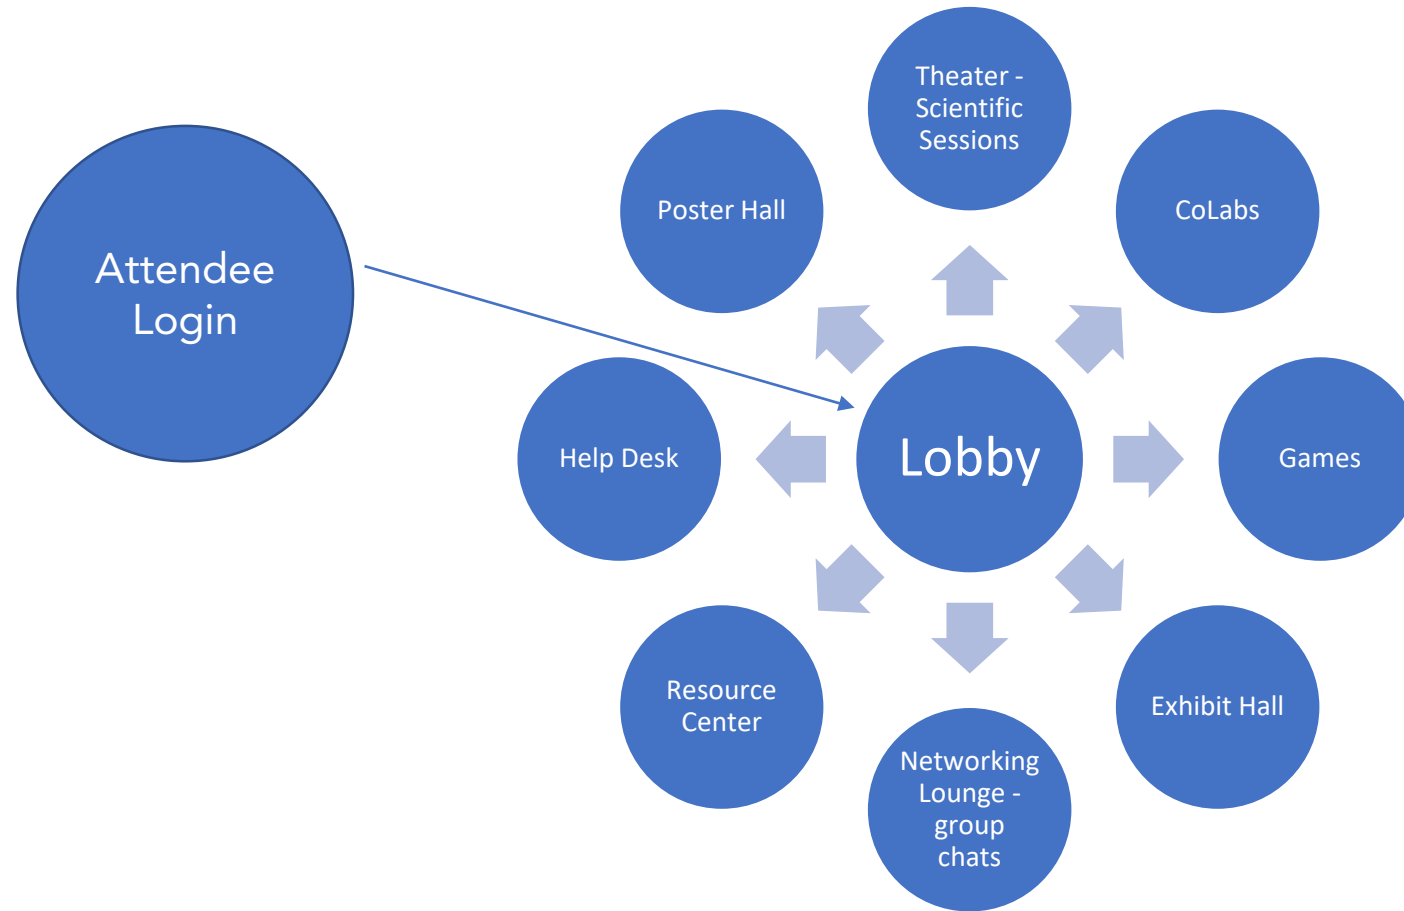 Attendee
Login
Theater -
Scientific
Sessions
Poster Hall
CoLabs
Help Desk
Lobby
Games
Resource
Center
Exhibit Hall
Networking
Lounge -
group
chats